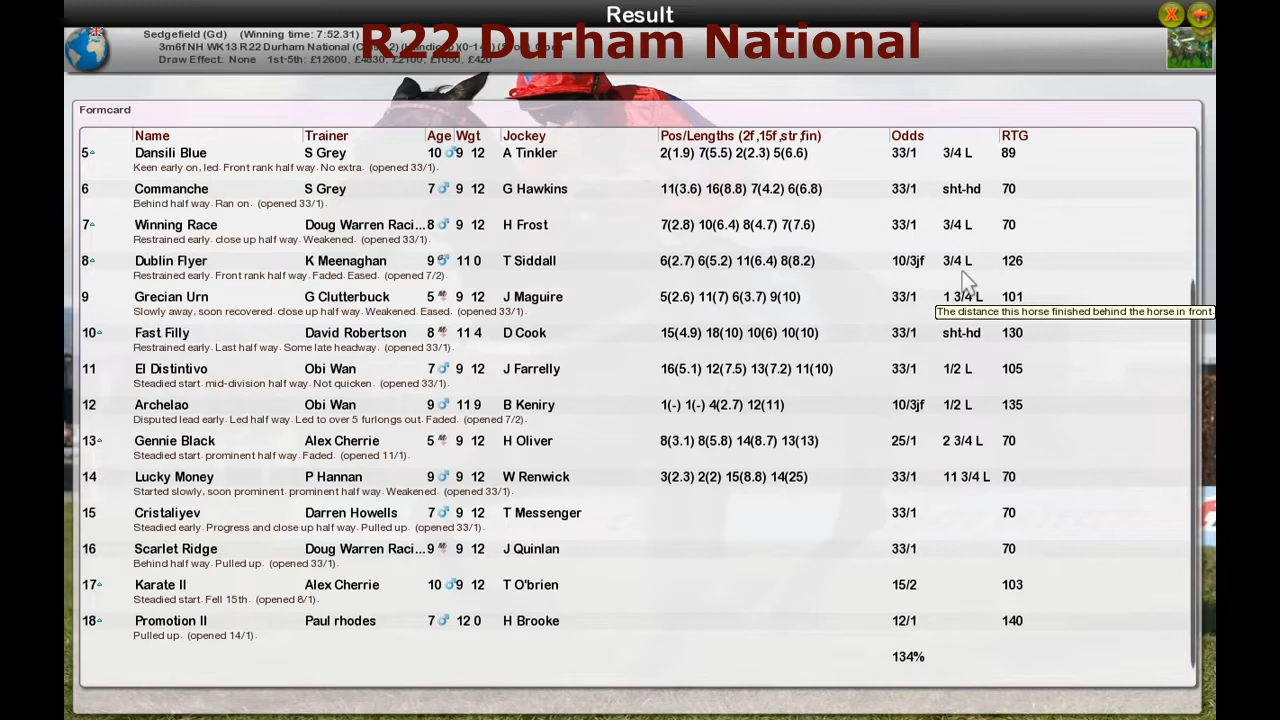 Result
R22 Durham National
Sedgefield (Gd) (Winning time: 7:52.31)
3m6f NH WK13 R22 Durham National
Draw Effect: None 1st-5th: £12600, £4830, £2100, £1050, £420
Formcard
Name Trainer Age Wgt Jockey Pos/Lengths (2f,15f,str,fin) Odds RTG
5 Dansili Blue S Grey 10 9 12 A Tinkler 2(1.9) 7(5.5) 2(2.3) 5(6.6) 33/1 3/4 L 89
Keen early on, led. Front rank half way. No extra. (opened 33/1).
6 Commanche S Grey 7 9 12 G Hawkins 11(3.6) 16(8.8) 7(4.2) 6(6.8) 33/1 sht-hd 70
Behind half way. Ran on. (opened 33/1).
7 Winning Race Doug Warren Raci... 8 9 12 H Frost 7(2.8) 10(6.4) 8(4.7) 7(7.6) 33/1 3/4 L 70
Restrained early. close up half way. Weakened. (opened 33/1).
8 Dublin Flyer K Meenaghan 9 11 0 T Siddall 6(2.7) 6(5.2) 11(6.4) 8(8.2) 10/3jf 3/4 L 126
Restrained early. Front rank half way. Faded. Eased. (opened 7/2).
9 Grecian Urn G Clutterbuck 5 9 12 J Maguire 5(2.6) 11(7) 6(3.7) 9(10) 33/1 1 3/4 L 101
Slowly away, soon recovered. close up half way. Weakened. Eased. (opened 33/1).
The distance this horse finished behind the horse in front.
10 Fast Filly David Robertson 8 11 4 D Cook 15(4.9) 18(10) 10(6) 10(10) 33/1 sht-hd 130
Restrained early. Last half way. Some late headway. (opened 33/1).
11 El Distintivo Obi Wan 7 9 12 J Farrelly 16(5.1) 12(7.5) 13(7.2) 11(10) 33/1 1/2 L 105
Steadied start. mid-division half way. Not quicken. (opened 33/1).
12 Archelao Obi Wan 9 11 9 B Keniry 1(-) 1(-) 4(2.7) 12(11) 10/3jf 1/2 L 135
Disputed lead early. Led half way. Led to over 5 furlongs out. Faded. (opened 7/2).
13 Gennie Black Alex Cherrie 5 9 12 H Oliver 8(3.1) 8(5.8) 14(8.7) 13(13) 25/1 2 3/4 L 70
Steadied start. prominent half way. Faded. (opened 11/1).
14 Lucky Money P Hannan 9 9 12 W Renwick 3(2.3) 2(2) 15(8.8) 14(25) 33/1 11 3/4 L 70
Started slowly, soon prominent. prominent half way. Weakened. (opened 33/1).
15 Cristaliyev Darren Howells 7 9 12 T Messenger 33/1 70
Steadied early. Progress and close up half way. Pulled up. (opened 33/1).
16 Scarlet Ridge Doug Warren Raci... 9 9 12 J Quinlan 33/1 70
Behind half way. Pulled up. (opened 33/1).
17 Karate II Alex Cherrie 10 9 12 T O'brien 15/2 103
Steadied start. Fell 15th. (opened 8/1).
18 Promotion II Paul rhodes 7 12 0 H Brooke 12/1 140
Pulled up. (opened 14/1).
134%